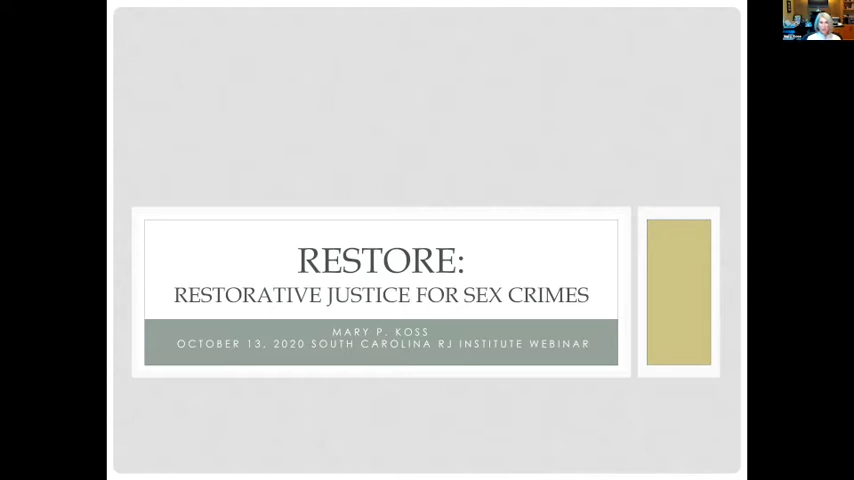 RESTORE:
RESTORATIVE JUSTICE FOR SEX CRIMES
MARY P. KOSS
OCTOBER 13, 2020 SOUTH CAROLINA RJ INSTITUTE WEBINAR